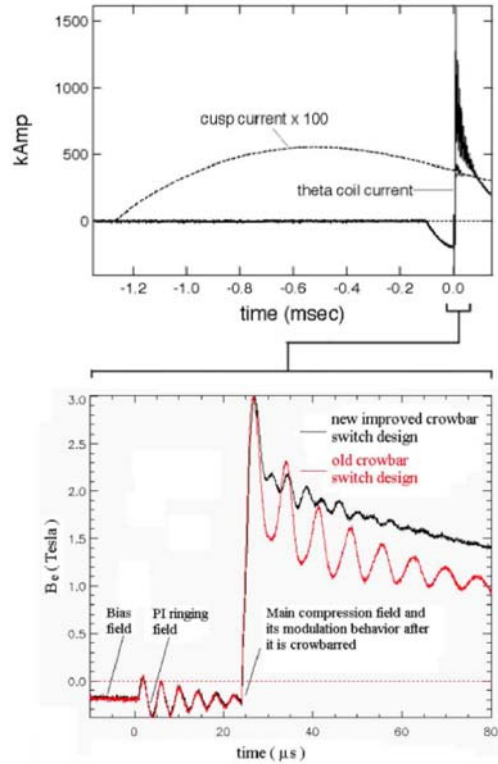 1500
1000
500
0
kAmp
cusp current x 100
theta coil current
-1.2 -1.0 -0.8 -0.6 -0.4 -0.2 0.0
time (msec)
3.0
2.5
2.0
1.5
1.0
0.5
0.0
Bₑ (Tesla)
new improved crowbar
switch design
old crowbar
switch design
Bias
field
PI ringing
field
Main compression field and
its modulation behavior after
it is crowbarred
0 20 40 60 80
time (μs)